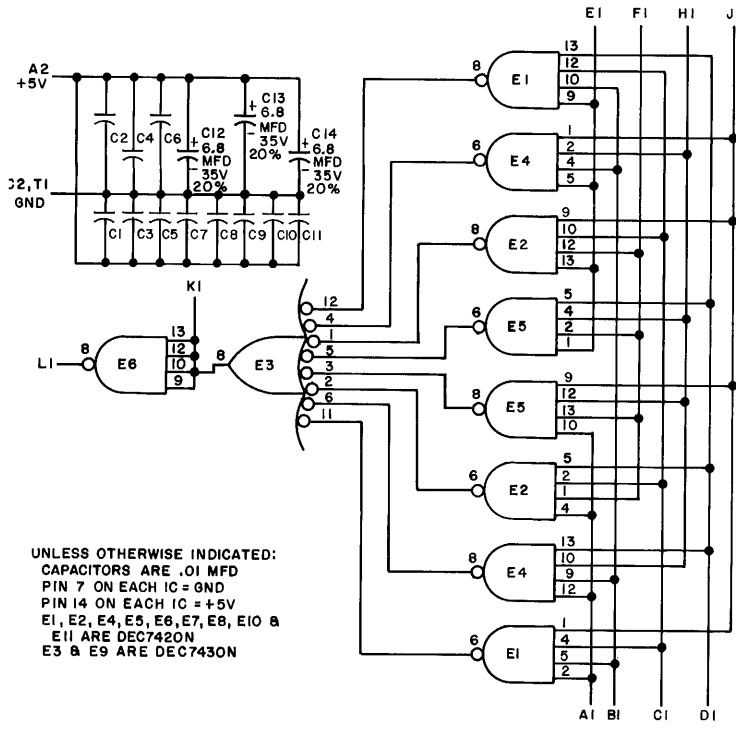 E1 F1 H1 J
A2
+5V
C2 C4 C6
C12
+ 6.8
MFD
- 35V
20%
C13
+ 6.8
MFD
- 35V
20%
C14
+ 6.8
MFD
- 35V
20%
C2,T1
GND
C1 C3 C5 C7 C8 C9 C10 C11
K1
L1
8 E6 13 12 10 9
8 E3 12 4 1 5 3 2 6 11
8 E1 13 12 10 9
6 E4 1 2 4 5
8 E2 9 10 12 13
6 E5 5 4 2 1
8 E5 9 12 13 10
6 E2 5 2 1 4
8 E4 13 10 9 12
6 E1 1 4 5 2
UNLESS OTHERWISE INDICATED:
CAPACITORS ARE .01 MFD
PIN 7 ON EACH IC = GND
PIN 14 ON EACH IC = +5V
E1, E2, E4, E5, E6, E7, E8, E10 &
E11 ARE DEC7420N
E3 & E9 ARE DEC7430N
A1 B1 C1 D1